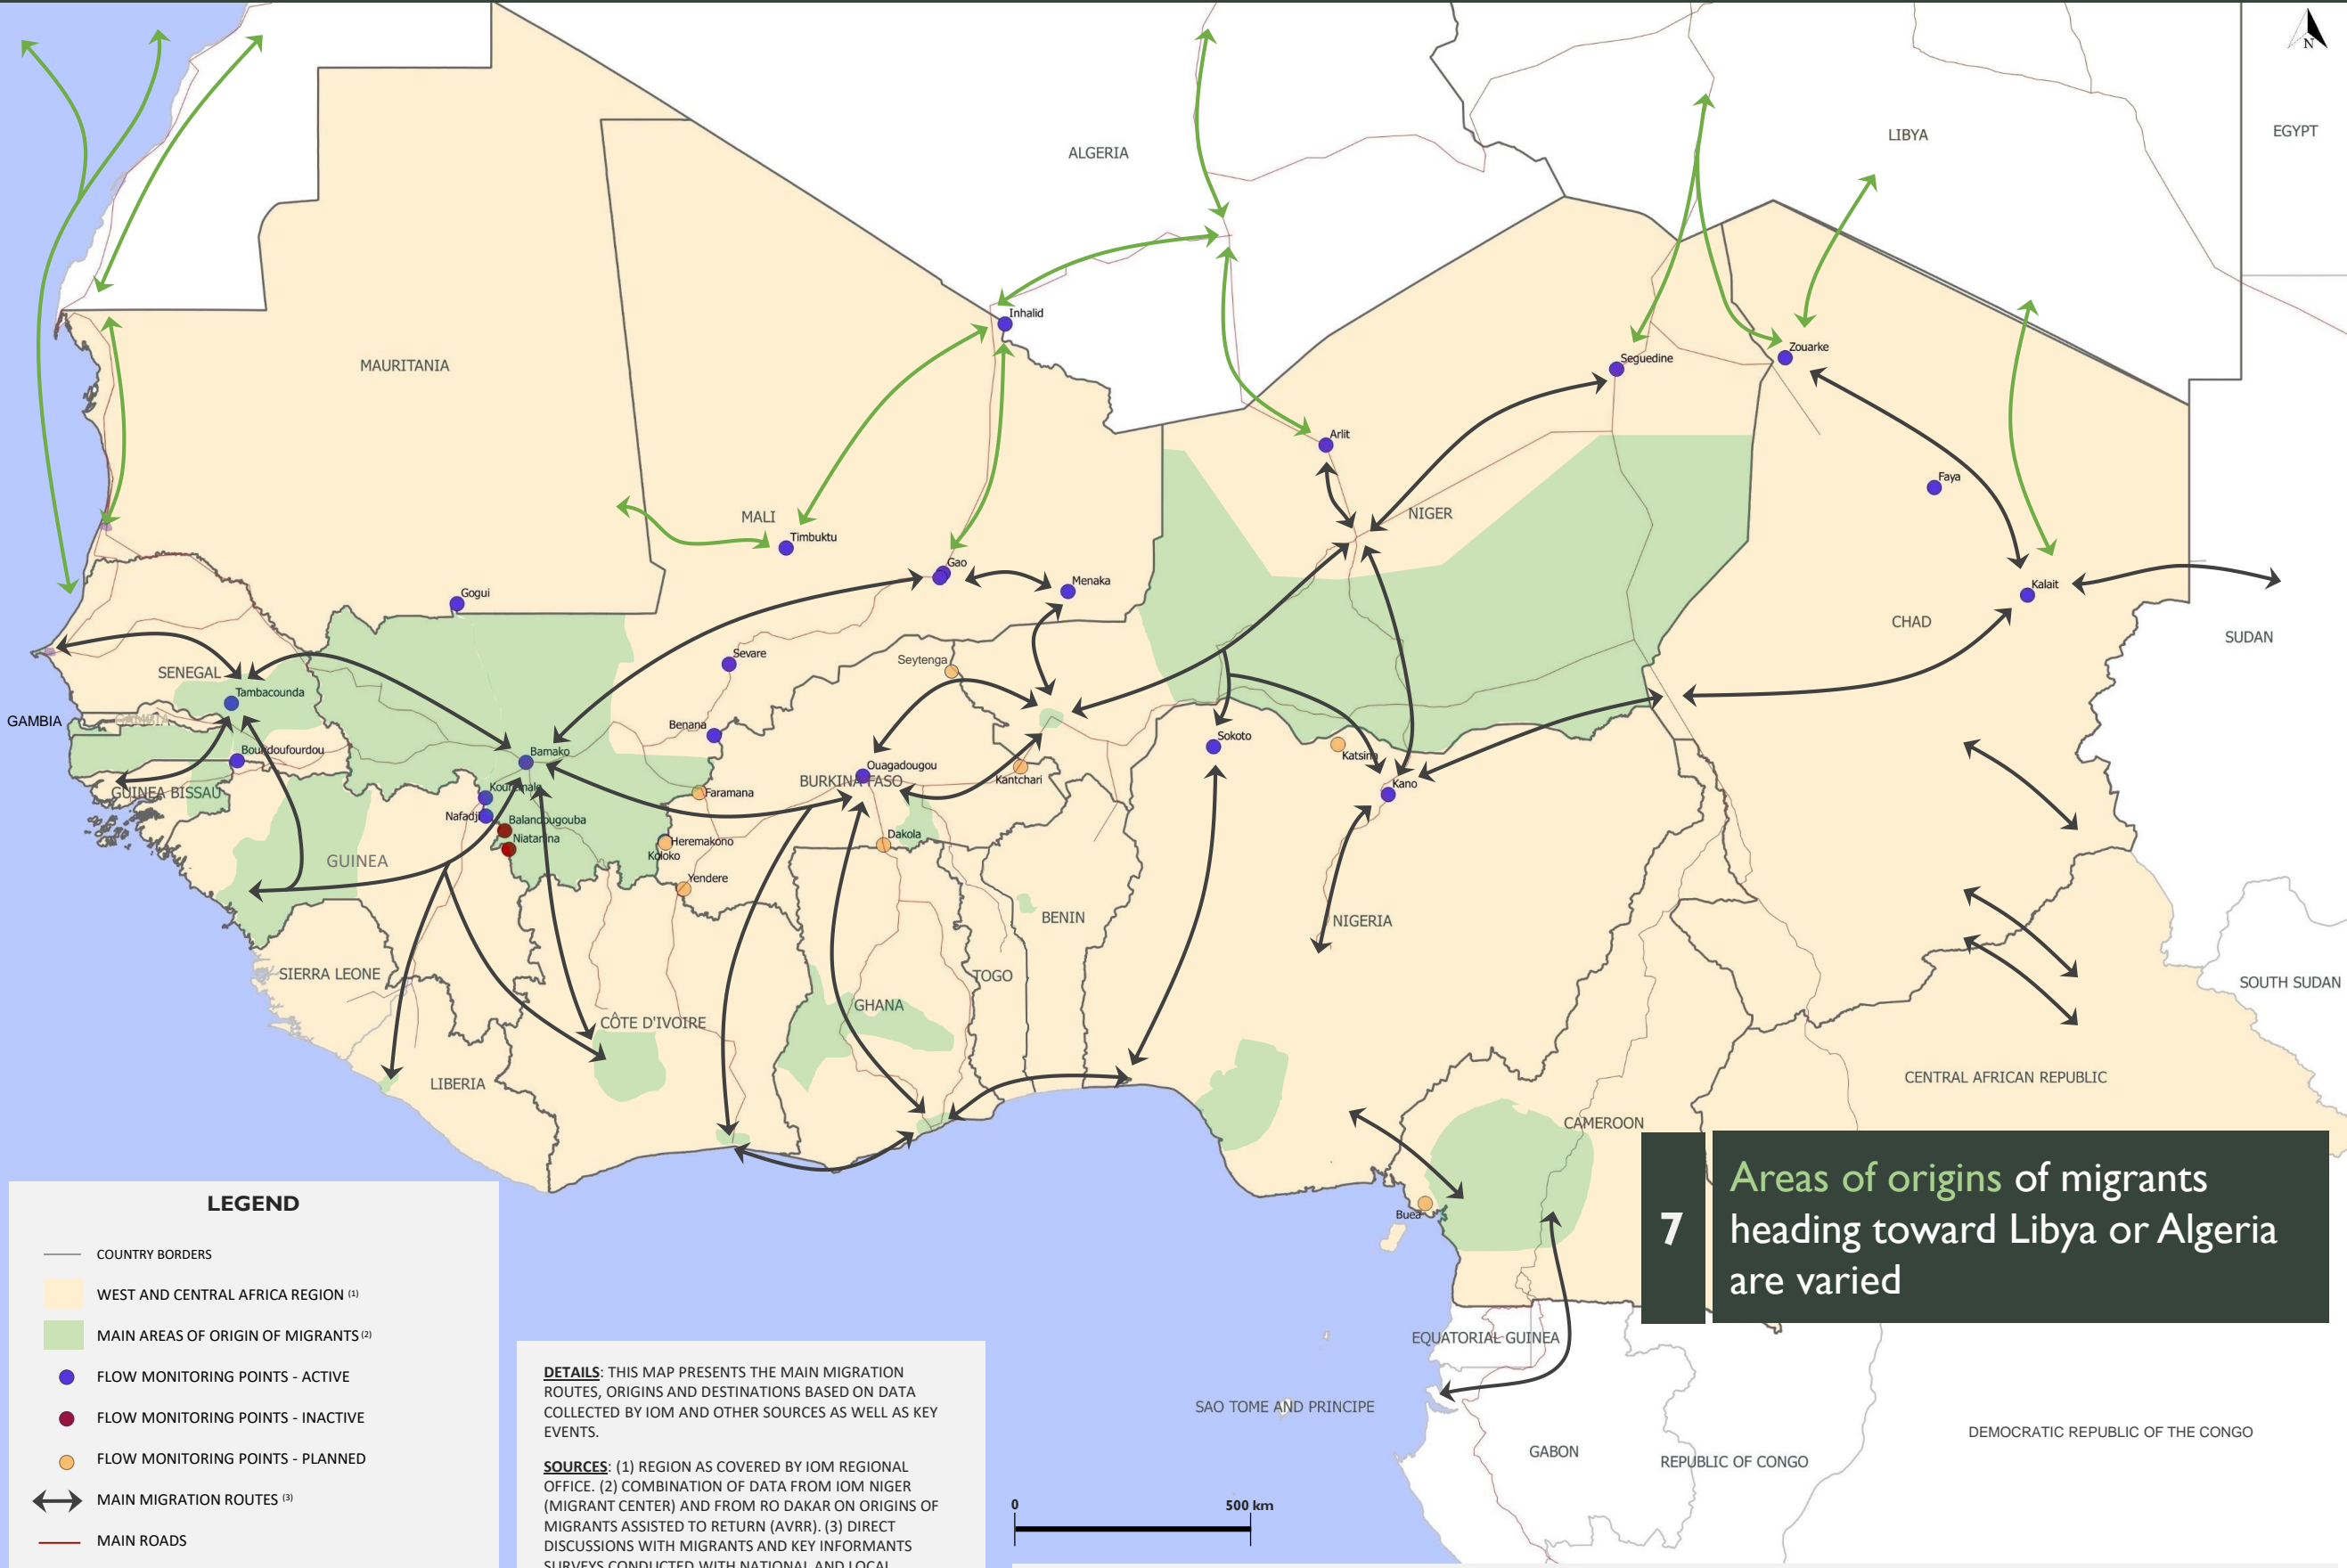 N
ALGERIA
LIBYA
EGYPT
MAURITANIA
Inhalid
Seguedine
Zouarke
Arlit
Faya
MALI
Timbuktu
NIGER
Gao
Menaka
Kalait
Gogui
CHAD
SUDAN
Sevare
Seytenga
SENEGAL
Tambacounda
GAMBIA
GAMBIA
Benana
Sokoto
Katsina
Boundoufourdou
Bamako
Ouagadougou
BURKINA FASO
Kantchari
Kano
GUINEA BISSAU
Kouremale
Faramana
Nafadji
Balandougouba
Niatanina
Heremakono
Koloko
Dakola
GUINEA
Yendere
BENIN
NIGERIA
SIERRA LEONE
TOGO
SOUTH SUDAN
GHANA
CÔTE D'IVOIRE
LIBERIA
CENTRAL AFRICAN REPUBLIC
CAMEROON
Buea
7
Areas of origins of migrants
heading toward Libya or Algeria
are varied
EQUATORIAL GUINEA
SAO TOME AND PRINCIPE
GABON
REPUBLIC OF CONGO
DEMOCRATIC REPUBLIC OF THE CONGO
LEGEND
COUNTRY BORDERS
WEST AND CENTRAL AFRICA REGION (1)
MAIN AREAS OF ORIGIN OF MIGRANTS (2)
FLOW MONITORING POINTS - ACTIVE
FLOW MONITORING POINTS - INACTIVE
FLOW MONITORING POINTS - PLANNED
MAIN MIGRATION ROUTES (3)
MAIN ROADS
DETAILS: THIS MAP PRESENTS THE MAIN MIGRATION
ROUTES, ORIGINS AND DESTINATIONS BASED ON DATA
COLLECTED BY IOM AND OTHER SOURCES AS WELL AS KEY
EVENTS.
SOURCES: (1) REGION AS COVERED BY IOM REGIONAL
OFFICE. (2) COMBINATION OF DATA FROM IOM NIGER
(MIGRANT CENTER) AND FROM RO DAKAR ON ORIGINS OF
MIGRANTS ASSISTED TO RETURN (AVRR). (3) DIRECT
DISCUSSIONS WITH MIGRANTS AND KEY INFORMANTS
SURVEYS CONDUCTED WITH NATIONAL AND LOCAL
0
500 km